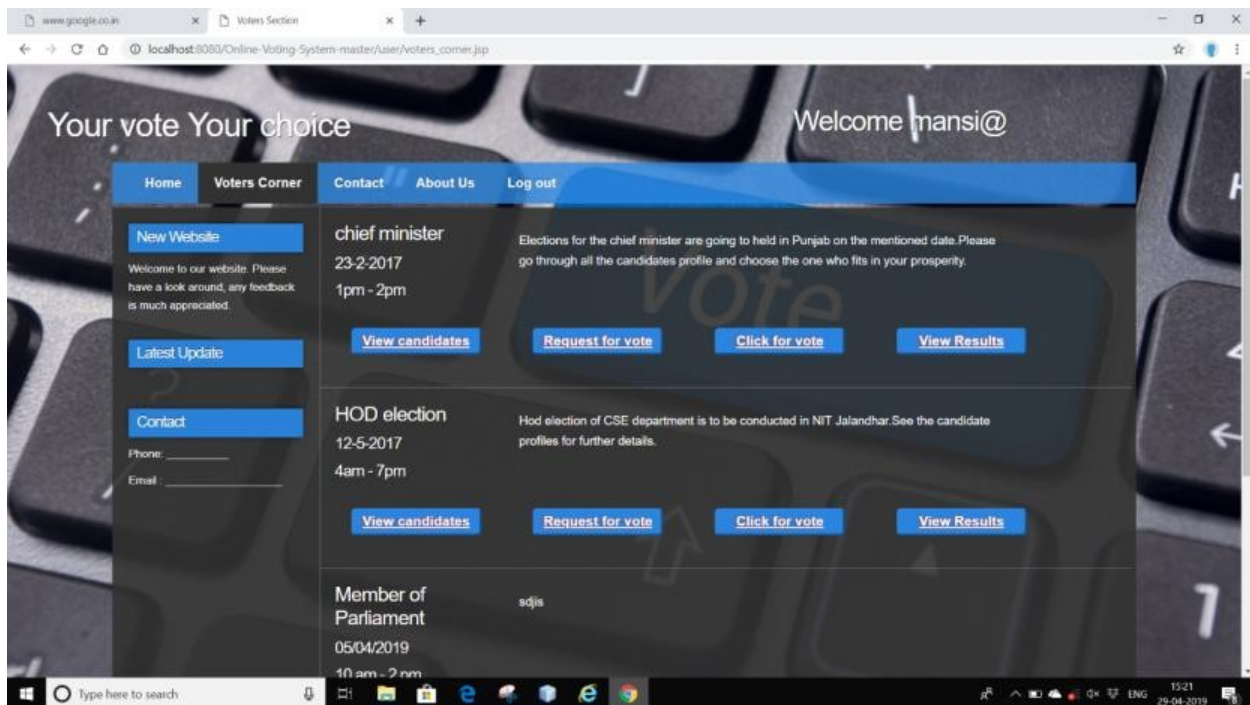 www.google.co.in
Voters Section
localhost:8080/Online-Voting-System-master/user/voters_corner.jsp
Your vote Your choice
Welcome mansi@
Home Voters Corner Contact About Us Log out
New Website
Welcome to our website. Please
have a look around, any feedback
is much appreciated.
Latest Update
Contact
Phone: ___________
Email : ______________
chief minister
23-2-2017
1pm - 2pm
Elections for the chief minister are going to held in Punjab on the mentioned date.Please
go through all the candidates profile and choose the one who fits in your prosperity.
View candidates Request for vote Click for vote View Results
HOD election
12-5-2017
4am - 7pm
Hod election of CSE department is to be conducted in NIT Jalandhar.See the candidate
profiles for further details.
View candidates Request for vote Click for vote View Results
Member of
Parliament
05/04/2019
10 am - 2 pm
sdjis
vote
Type here to search
ENG
15:21
29-04-2019